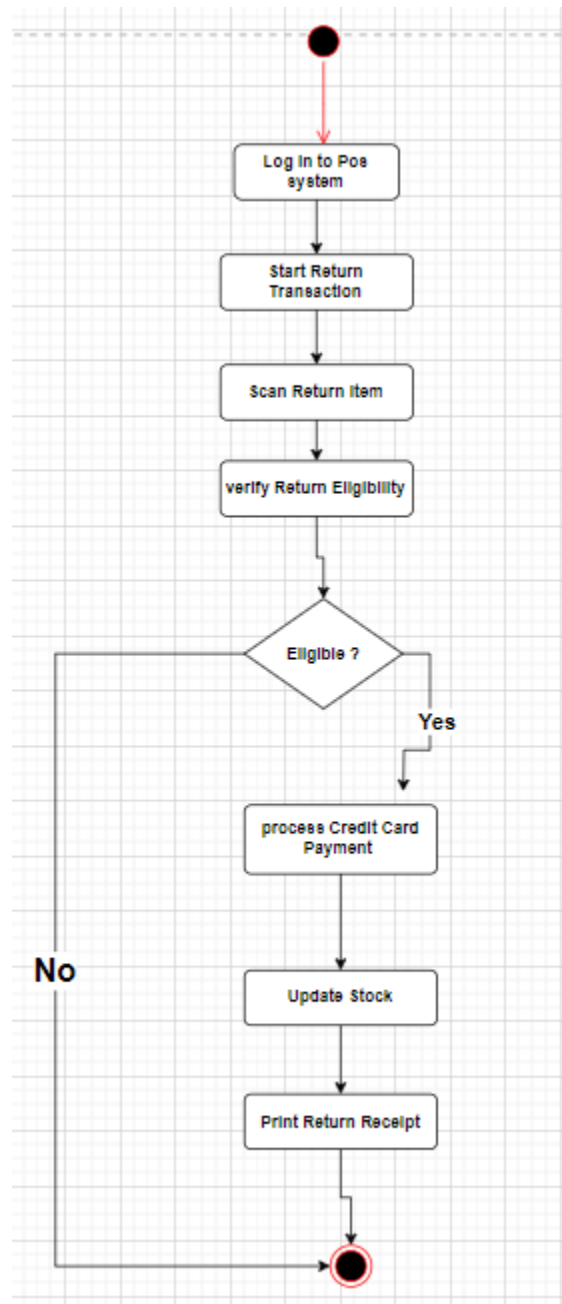 Log in to Pos
system
Start Return
Transaction
Scan Return Item
verify Return Eligibility
Eligible ?
Yes
process Credit Card
Payment
No
Update Stock
Print Return Receipt